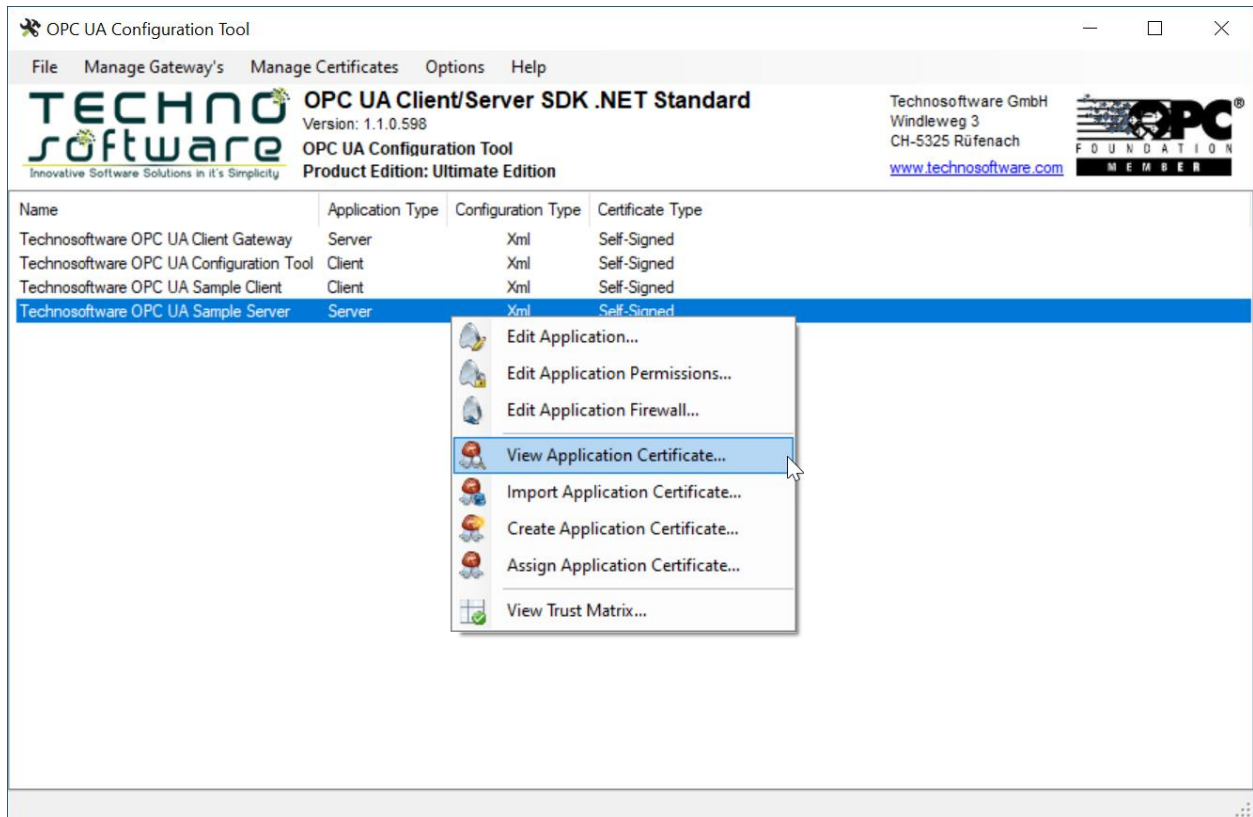 OPC UA Configuration Tool
File Manage Gateway's Manage Certificates Options Help
TECHNO
software
Innovative Software Solutions in it's Simplicity
OPC UA Client/Server SDK .NET Standard
Version: 1.1.0.598
OPC UA Configuration Tool
Product Edition: Ultimate Edition
Technosoftware GmbH
Windleweg 3
CH-5325 Rüfenach
www.technosoftware.com
OPC®
FOUNDATION
MEMBER
Name Application Type Configuration Type Certificate Type
Technosoftware OPC UA Client Gateway Server Xml Self-Signed
Technosoftware OPC UA Configuration Tool Client Xml Self-Signed
Technosoftware OPC UA Sample Client Client Xml Self-Signed
Technosoftware OPC UA Sample Server Server Xml Self-Signed
Edit Application...
Edit Application Permissions...
Edit Application Firewall...
View Application Certificate...
Import Application Certificate...
Create Application Certificate...
Assign Application Certificate...
View Trust Matrix...